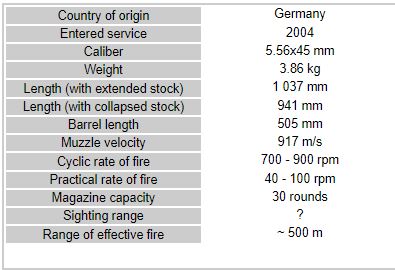 Country of origin Germany
Entered service 2004
Caliber 5.56x45 mm
Weight 3.86 kg
Length (with extended stock) 1 037 mm
Length (with collapsed stock) 941 mm
Barrel length 505 mm
Muzzle velocity 917 m/s
Cyclic rate of fire 700 - 900 rpm
Practical rate of fire 40 - 100 rpm
Magazine capacity 30 rounds
Sighting range ?
Range of effective fire ~ 500 m